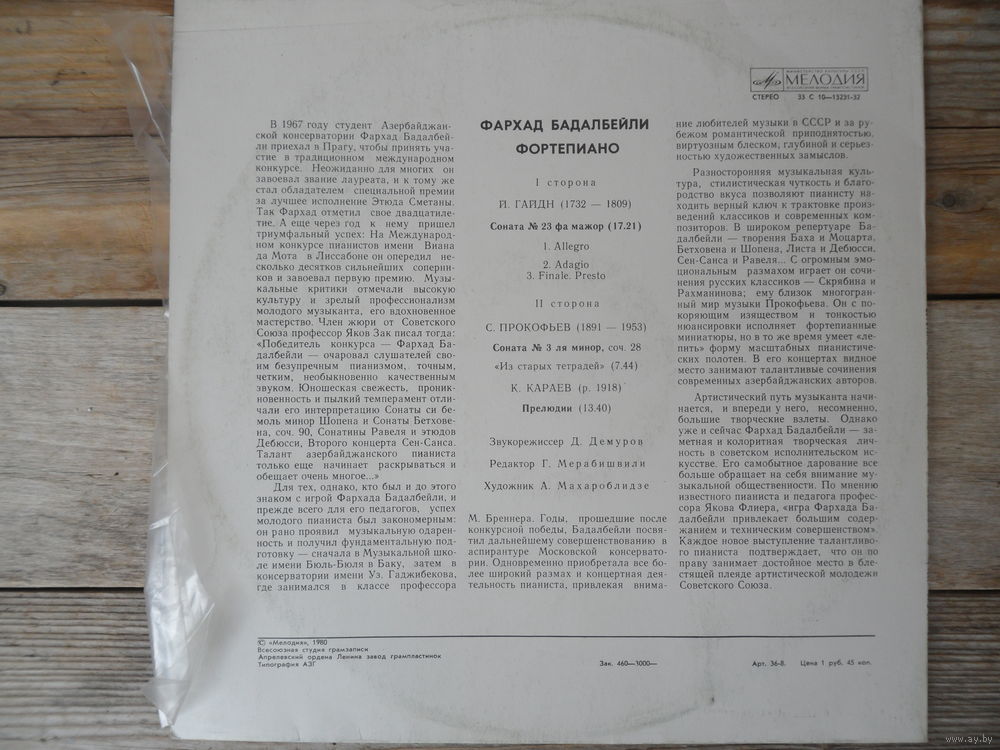 МИНИСТЕРСТВО КУЛЬТУРЫ СССР
МЕЛОДИЯ
СТЕРЕО 33 С 10—13231-32
В 1967 году студент Азербайджан-
ской консерватории Фархад Бадалбей-
ли приехал в Прагу, чтобы принять уча-
стие в традиционном международном
конкурсе. Неожиданно для многих он
завоевал звание лауреата, и к тому же
стал обладателем специальной премии
за лучшее исполнение Этюда Сметаны.
Так Фархад отметил свое двадцатиле-
тие. А еще через год к нему пришел
триумфальный успех: На Международ-
ном конкурсе пианистов имени Виана
да Мота в Лиссабоне он опередил не-
сколько десятков сильнейших соперни-
ков и завоевал первую премию. Музы-
кальные критики отмечали высокую
культуру и зрелый профессионализм
молодого музыканта, его вдохновенное
мастерство. Член жюри от Советского
Союза профессор Яков Зак писал тогда:
«Победитель конкурса — Фархад Ба-
далбейли — очаровал слушателей сво-
им безупречным пианизмом, точным,
четким, необыкновенно качественным
звуком. Юношеская свежесть, проник-
новенность и пылкий темперамент отли-
чали его интерпретацию Сонаты си бе-
моль минор Шопена и Сонаты Бетхове-
на, соч. 90, Сонатины Равеля и этюдов
Дебюсси, Второго концерта Сен-Санса.
Талант азербайджанского пианиста
только еще начинает раскрываться и
обещает очень многое...»
Для тех, однако, кто был и до этого
знаком с игрой Фархада Бадалбейли, и
прежде всего для его педагогов, успех
молодого пианиста был закономерным:
он рано проявил музыкальную одарен-
ность и получил фундаментальную под-
готовку — сначала в Музыкальной шко-
ле имени Бюль-Бюля в Баку, затем в
консерватории имени Уз. Гаджибекова,
где занимался в классе профессора
ФАРХАД БАДАЛБЕЙЛИ
ФОРТЕПИАНО
I сторона
Й. ГАЙДН (1732 — 1809)
Соната № 23 фа мажор (17.21)
1. Allegro
2. Adagio
3. Finale. Presto
II сторона
С. ПРОКОФЬЕВ (1891 — 1953)
Соната № 3 ля минор, соч. 28
«Из старых тетрадей» (7.44)
К. КАРАЕВ (р. 1918)
Прелюдии (13.40)
Звукорежиссер Д. Демуров
Редактор Г. Мерабишвили
Художник А. Махароблидзе
М. Бреннера. Годы, прошедшие после
конкурсной победы, Бадалбейли посвя-
тил дальнейшему совершенствованию в
аспирантуре Московской консервато-
рии. Одновременно приобретала все бо-
лее широкий размах и концертная дея-
тельность пианиста, привлекая внима-
ние любителей музыки в СССР и за ру-
бежом романтической приподнятостью,
виртуозным блеском, глубиной и серьез-
ностью художественных замыслов.
Разносторонняя музыкальная куль-
тура, стилистическая чуткость и благо-
родство вкуса позволяют пианисту на-
ходить верный ключ к трактовке произ-
ведений классиков и современных ком-
позиторов. В широком репертуаре Ба-
далбейли — творения Баха и Моцарта,
Бетховена и Шопена, Листа и Дебюсси,
Сен-Санса и Равеля... С огромным эмо-
циональным размахом играет он сочи-
нения русских классиков — Скрябина и
Рахманинова; ему близок многогран-
ный мир музыки Прокофьева. Он с по-
коряющим изяществом и тонкостью
нюансировки исполняет фортепианные
миниатюры, но в то же время умеет «ле-
пить» форму масштабных пианистиче-
ских полотен. В его концертах видное
место занимают талантливые сочинения
современных азербайджанских авторов.
Артистический путь музыканта начи-
нается, и впереди у него, несомненно,
большие творческие взлеты. Однако
уже и сейчас Фархад Бадалбейли — за-
метная и колоритная творческая лич-
ность в советском исполнительском ис-
кусстве. Его самобытное дарование все
больше обращает на себя внимание му-
зыкальной общественности. По мнению
известного пианиста и педагога профес-
сора Якова Флиера, «игра Фархада Ба-
далбейли привлекает большим содер-
жанием и техническим совершенством».
Каждое новое выступление талантливо-
го пианиста подтверждает, что он по
праву занимает достойное место в бле-
стящей плеяде артистической молодежи
Советского Союза.
© «Мелодия», 1980
Всесоюзная студия грамзаписи
Апрелевский ордена Ленина завод грампластинок
Типография АЗГ
Зак. 460—1000—
Арт. 36-8. Цена 1 руб. 45 коп.
www.ay.by